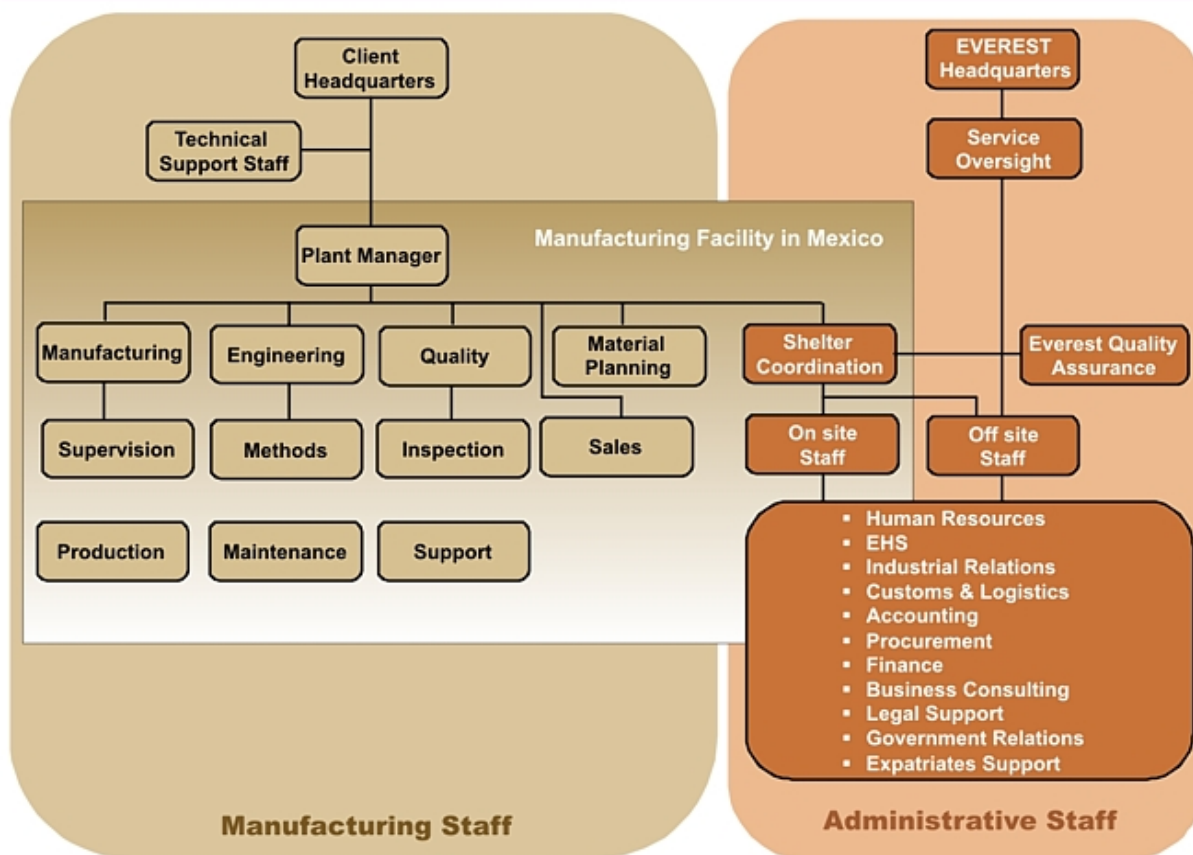 Client
Headquarters
EVEREST
Headquarters
Technical
Support Staff
Service
Oversight
Manufacturing Facility in Mexico
Plant Manager
Manufacturing
Engineering
Quality
Material
Planning
Shelter
Coordination
Everest Quality
Assurance
Supervision
Methods
Inspection
Sales
On site
Staff
Off site
Staff
Production
Maintenance
Support
▪ Human Resources
▪ EHS
▪ Industrial Relations
▪ Customs & Logistics
▪ Accounting
▪ Procurement
▪ Finance
▪ Business Consulting
▪ Legal Support
▪ Government Relations
▪ Expatriates Support
Manufacturing Staff
Administrative Staff